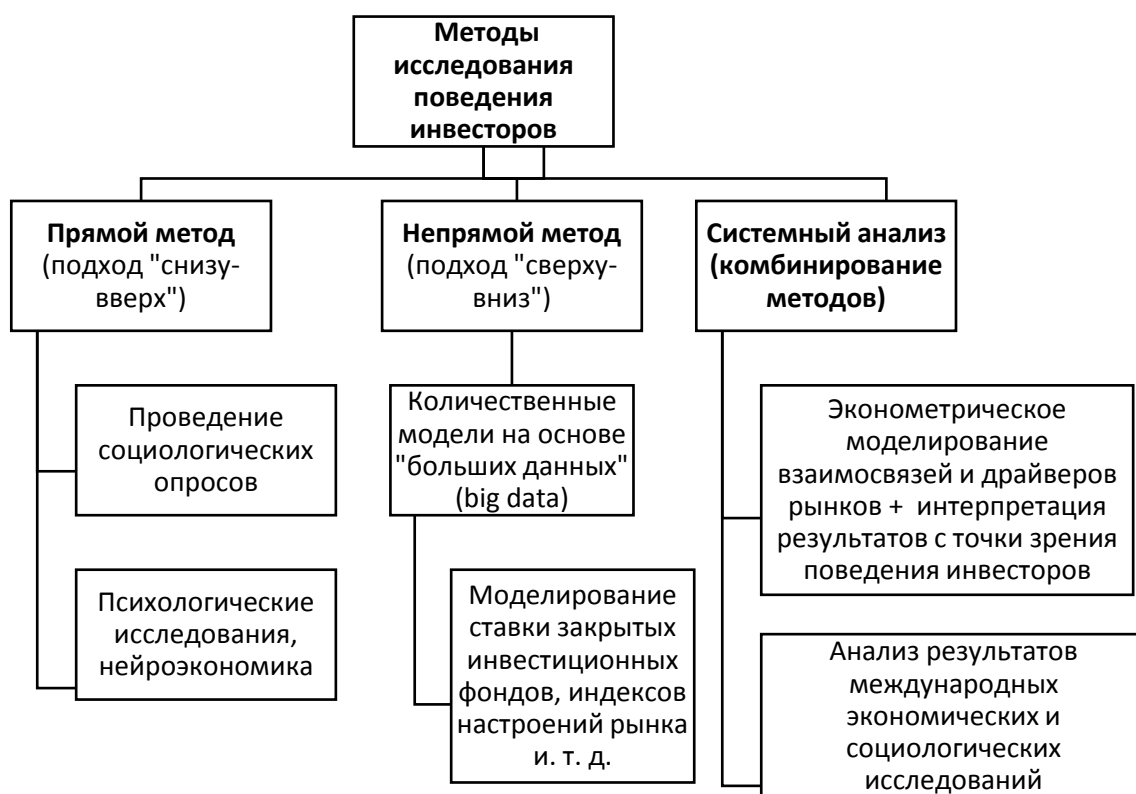 Методы
исследования
поведения
инвесторов
Прямой метод
(подход "снизу-
вверх")
Непрямой метод
(подход "сверху-
вниз")
Системный анализ
(комбинирование
методов)
Проведение
социологических
опросов
Психологические
исследования,
нейроэкономика
Количественные
модели на основе
"больших данных"
(big data)
Моделирование
ставки закрытых
инвестиционных
фондов, индексов
настроений рынка
и. т. д.
Эконометрическое
моделирование
взаимосвязей и драйверов
рынков + интерпретация
результатов с точки зрения
поведения инвесторов
Анализ результатов
международных
экономических и
социологических
исследований